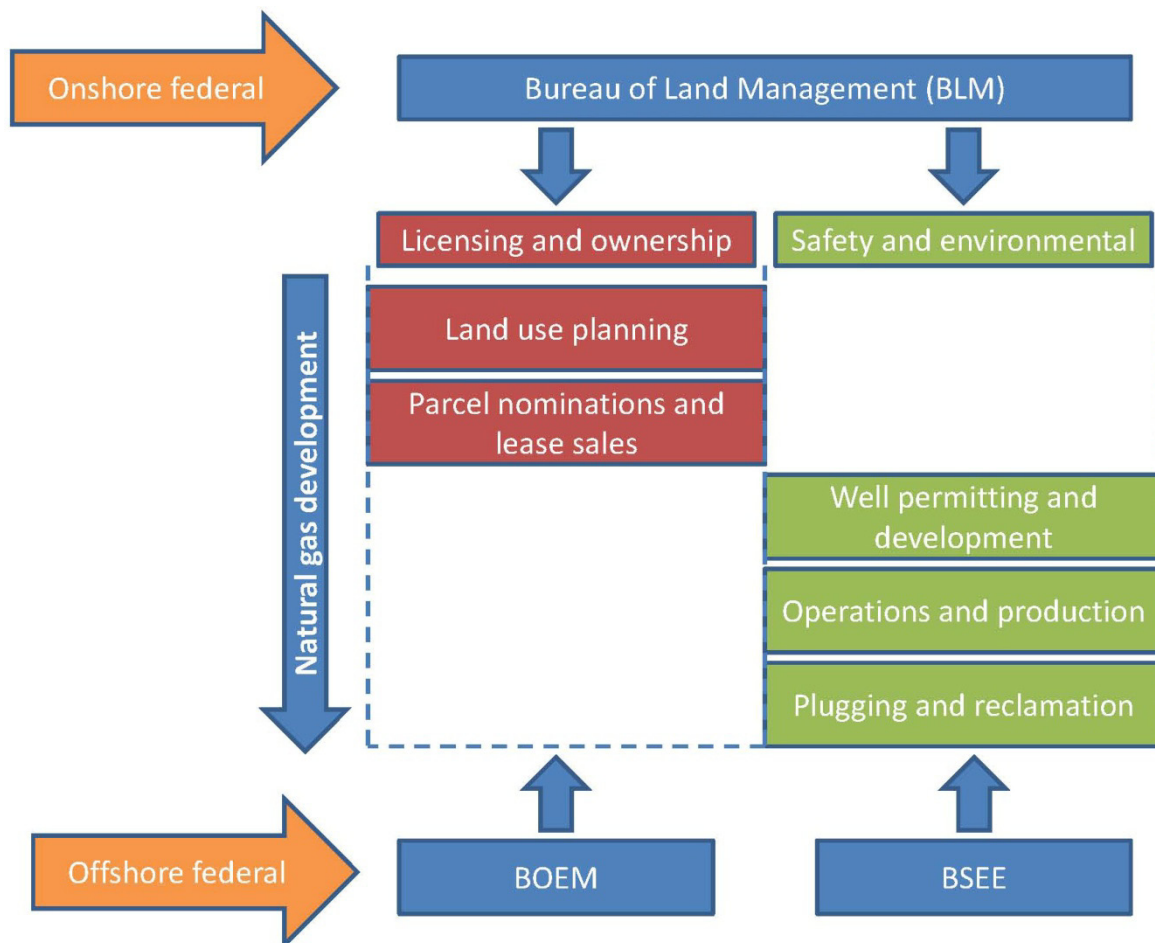 Onshore federal
Bureau of Land Management (BLM)
Licensing and ownership
Safety and environmental
Natural gas development
Land use planning
Parcel nominations and
lease sales
Well permitting and
development
Operations and production
Plugging and reclamation
Offshore federal
BOEM
BSEE